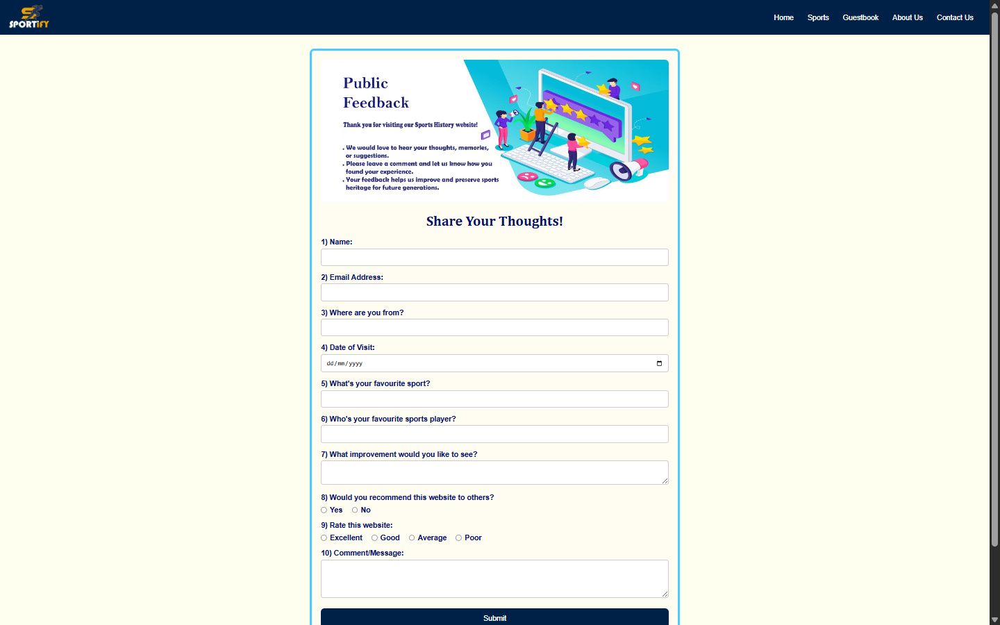 SPORTIFY
Home Sports Guestbook About Us Contact Us
Public
Feedback
Thank you for visiting our Sports History website!
. We would love to hear your thoughts, memories,
or suggestions.
. Please leave a comment and let us know how you
found your experience.
. Your feedback helps us improve and preserve sports
heritage for future generations.
Share Your Thoughts!
1) Name:
2) Email Address:
3) Where are you from?
4) Date of Visit:
dd/mm/yyyy
5) What's your favourite sport?
6) Who's your favourite sports player?
7) What improvement would you like to see?
8) Would you recommend this website to others?
Yes No
9) Rate this website:
Excellent Good Average Poor
10) Comment/Message:
Submit